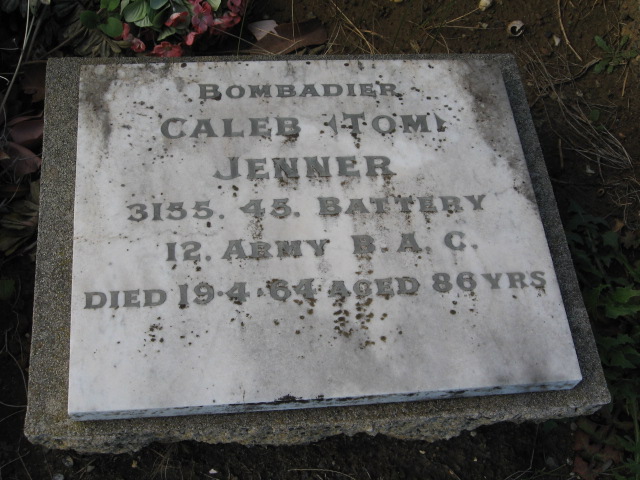 BOMBADIER
CALEB (TOM)
JENNER
3155. 45. BATTERY
12. ARMY B. A. C.
DIED 19·4·64 AGED 86 YRS